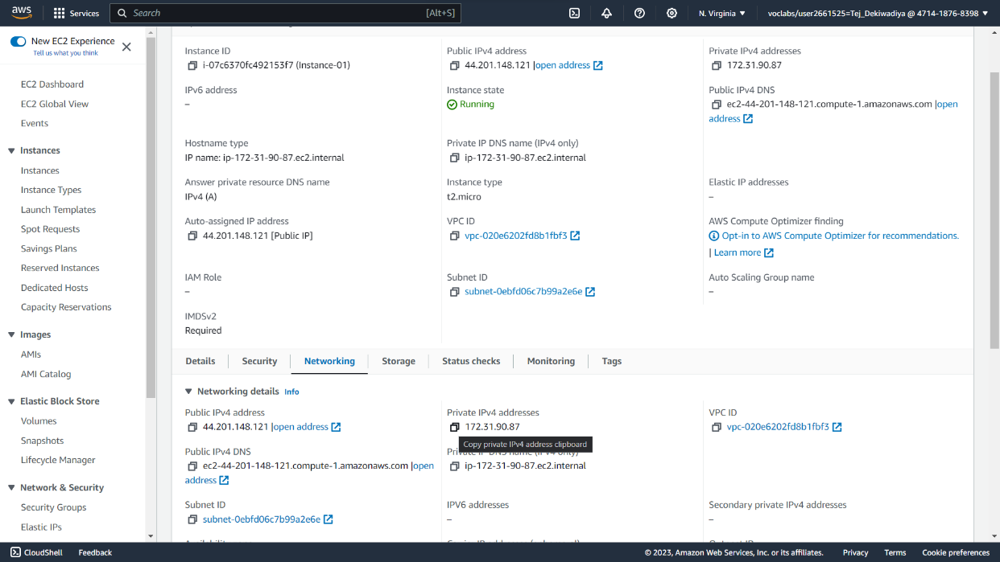 aws
Services
Search
[Alt+S]
N. Virginia
voclabs/user2661525=Tej_Dekiwadiya @ 4714-1876-8398
New EC2 Experience
Tell us what you think
EC2 Dashboard
EC2 Global View
Events
Instances
Instances
Instance Types
Launch Templates
Spot Requests
Savings Plans
Reserved Instances
Dedicated Hosts
Capacity Reservations
Images
AMIs
AMI Catalog
Elastic Block Store
Volumes
Snapshots
Lifecycle Manager
Network & Security
Security Groups
Elastic IPs
Instance ID
i-07c6370fc492153f7 (Instance-01)
Public IPv4 address
44.201.148.121 |open address
Private IPv4 addresses
172.31.90.87
IPv6 address
–
Instance state
Running
Public IPv4 DNS
ec2-44-201-148-121.compute-1.amazonaws.com |open
address
Hostname type
IP name: ip-172-31-90-87.ec2.internal
Private IP DNS name (IPv4 only)
ip-172-31-90-87.ec2.internal
Answer private resource DNS name
IPv4 (A)
Instance type
t2.micro
Elastic IP addresses
–
Auto-assigned IP address
44.201.148.121 [Public IP]
VPC ID
vpc-020e6202fd8b1fbf3
AWS Compute Optimizer finding
Opt-in to AWS Compute Optimizer for recommendations.
| Learn more
IAM Role
–
Subnet ID
subnet-0ebfd06c7b99a2e6e
Auto Scaling Group name
–
IMDSv2
Required
Details
Security
Networking
Storage
Status checks
Monitoring
Tags
Networking details Info
Public IPv4 address
44.201.148.121 |open address
Private IPv4 addresses
172.31.90.87
Copy private IPv4 address clipboard
VPC ID
vpc-020e6202fd8b1fbf3
Public IPv4 DNS
ec2-44-201-148-121.compute-1.amazonaws.com |open
address
Private IP DNS name (IPv4 only)
ip-172-31-90-87.ec2.internal
Subnet ID
subnet-0ebfd06c7b99a2e6e
IPV6 addresses
–
Secondary private IPv4 addresses
–
CloudShell
Feedback
© 2023, Amazon Web Services, Inc. or its affiliates.
Privacy
Terms
Cookie preferences